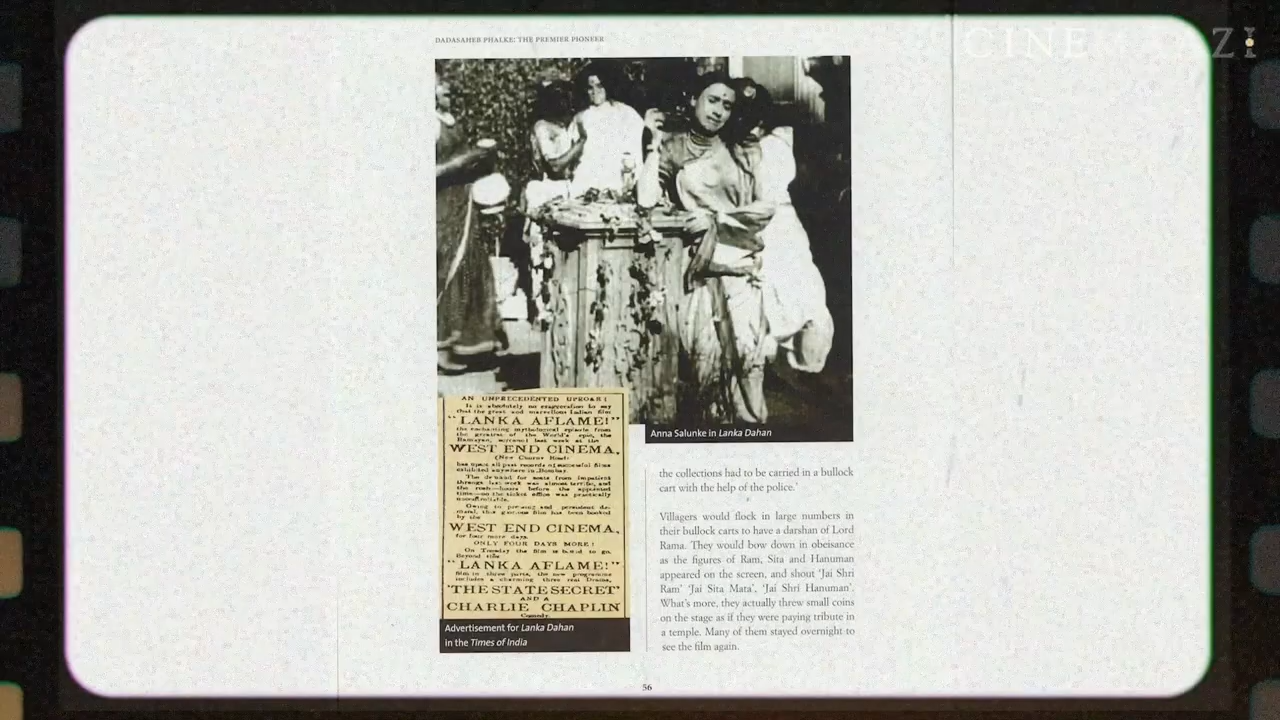 DADASAHEB PHALKE: THE PREMIER PIONEER
CINE
ZI
AN UNPRECEDENTED UPROAR!
It is absolutely no exaggeration to say
that the great and marvellous Indian film
"LANKA AFLAME!"
the enchanting mythological episode from
the greatest of the World's epic, the
Ramayan, screened last week at the
WEST END CINEMA,
has upset all past records of successful films
exhibited anywhere in Bombay.
The demand for seats from impatient
through last week was almost terrific, and
the rush—hours before the appointed
time—to the ticket office was practically
uncontrollable.
Owing to pressing and persistent de-
mand, this glorious film has been booked
by the
WEST END CINEMA,
for four more days.
ONLY FOUR DAYS MORE!
On Tuesday the film is bound to go.
Beyond this
"LANKA AFLAME!"
film in three parts, the new programme
includes a charming three reel Drama,
'THE STATE SECRET'
AND A
CHARLIE CHAPLIN
Comedy.
Advertisement for Lanka Dahan
in the Times of India
Anna Salunke in Lanka Dahan
the collections had to be carried in a bullock
cart with the help of the police.'
Villagers would flock in large numbers in
their bullock carts to have a darshan of Lord
Rama. They would bow down in obeisance
as the figures of Ram, Sita and Hanuman
appeared on the screen, and shout 'Jai Shri
Ram' 'Jai Sita Mata', 'Jai Shri Hanuman'.
What's more, they actually threw small coins
on the stage as if they were paying tribute in
a temple. Many of them stayed overnight to
see the film again.
56